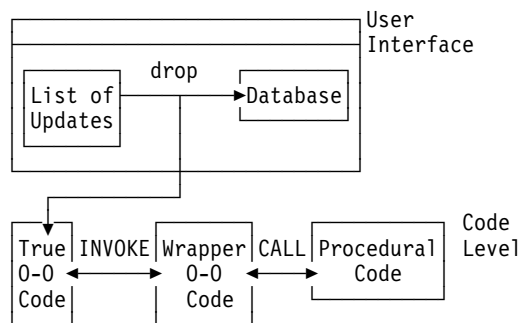 User
Interface
drop
List of
Updates
Database
Code
Level
True
O-O
Code
INVOKE
Wrapper
O-O
Code
CALL
Procedural
Code